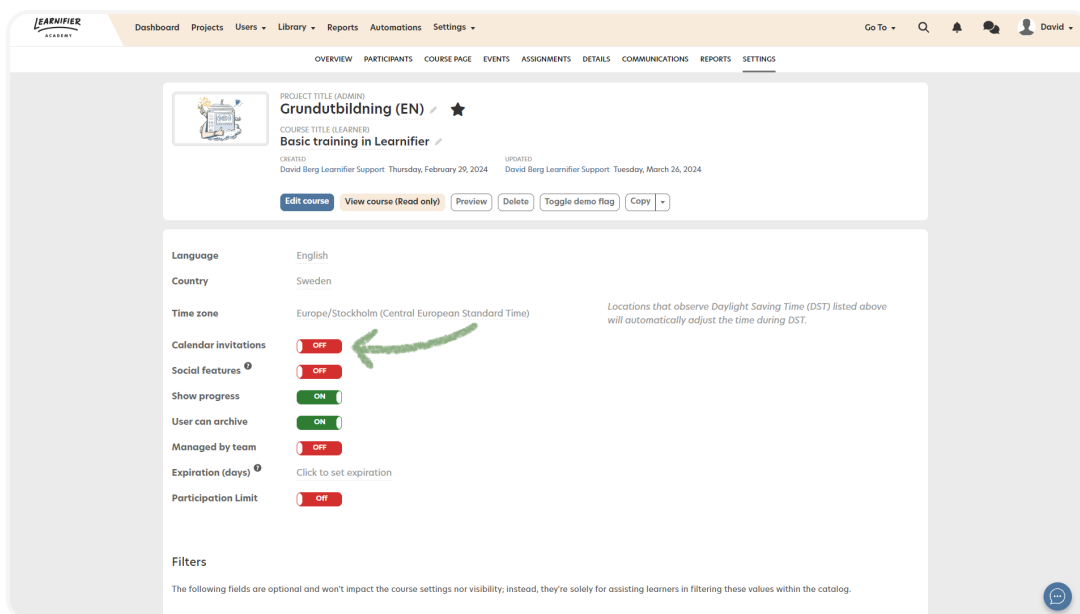 LEARNIFIER
ACADEMY
Dashboard Projects Users Library Reports Automations Settings Go To David
OVERVIEW PARTICIPANTS COURSE PAGE EVENTS ASSIGNMENTS DETAILS COMMUNICATIONS REPORTS SETTINGS
PROJECT TITLE (ADMIN)
Grundutbildning (EN)
COURSE TITLE (LEARNER)
Basic training in Learnifier
CREATED UPDATED
David Berg Learnifier Support Thursday, February 29, 2024 David Berg Learnifier Support Tuesday, March 26, 2024
Edit course View course (Read only) Preview Delete Toggle demo flag Copy
Language English
Country Sweden
Time zone Europe/Stockholm (Central European Standard Time) Locations that observe Daylight Saving Time (DST) listed above
will automatically adjust the time during DST.
Calendar invitations OFF
Social features ? OFF
Show progress ON
User can archive ON
Managed by team OFF
Expiration (days) ? Click to set expiration
Participation Limit Off
Filters
The following fields are optional and won't impact the course settings nor visibility; instead, they're solely for assisting learners in filtering these values within the catalog.